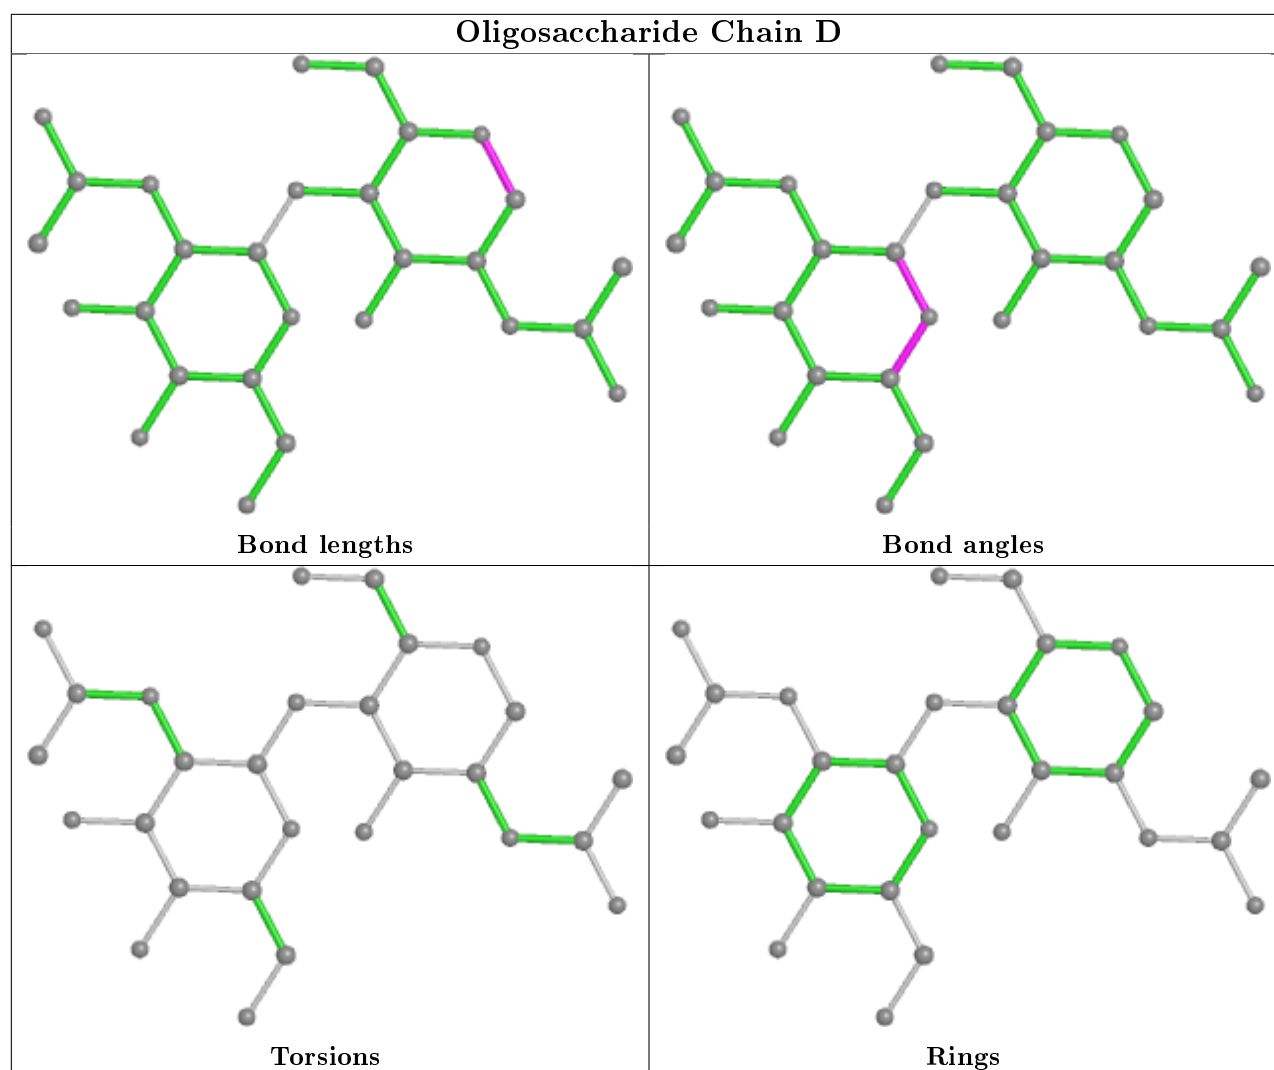 Oligosaccharide Chain D
Bond lengths
Bond angles
Torsions
Rings